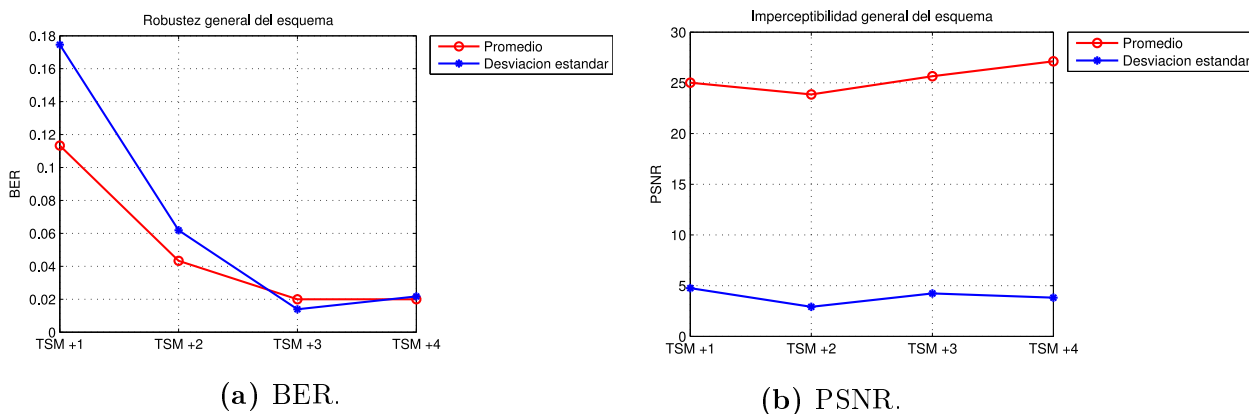 Robustez general del esquema
0.18
0.16
0.14
0.12
0.1
0.08
0.06
0.04
0.02
0
BER
TSM +1
TSM +2
TSM +3
TSM +4
Promedio
Desviacion estandar
(a) BER.
Imperceptibilidad general del esquema
30
25
20
15
10
5
0
PSNR
TSM +1
TSM +2
TSM +3
TSM +4
Promedio
Desviacion estandar
(b) PSNR.